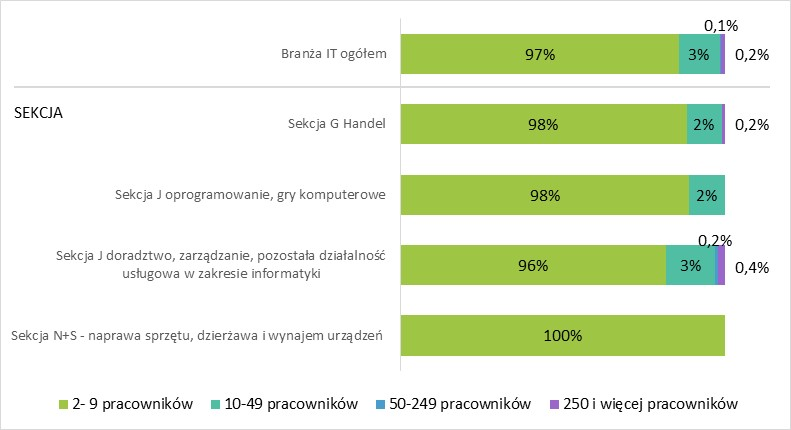 0,1%
Branża IT ogółem 97% 3% 0,2%
SEKCJA
Sekcja G Handel 98% 2% 0,2%
Sekcja J oprogramowanie, gry komputerowe 98% 2%
0,2%
Sekcja J doradztwo, zarządzanie, pozostała działalność
usługowa w zakresie informatyki 96% 3% 0,4%
Sekcja N+S - naprawa sprzętu, dzierżawa i wynajem urządzeń 100%
2- 9 pracowników 10-49 pracowników 50-249 pracowników 250 i więcej pracowników